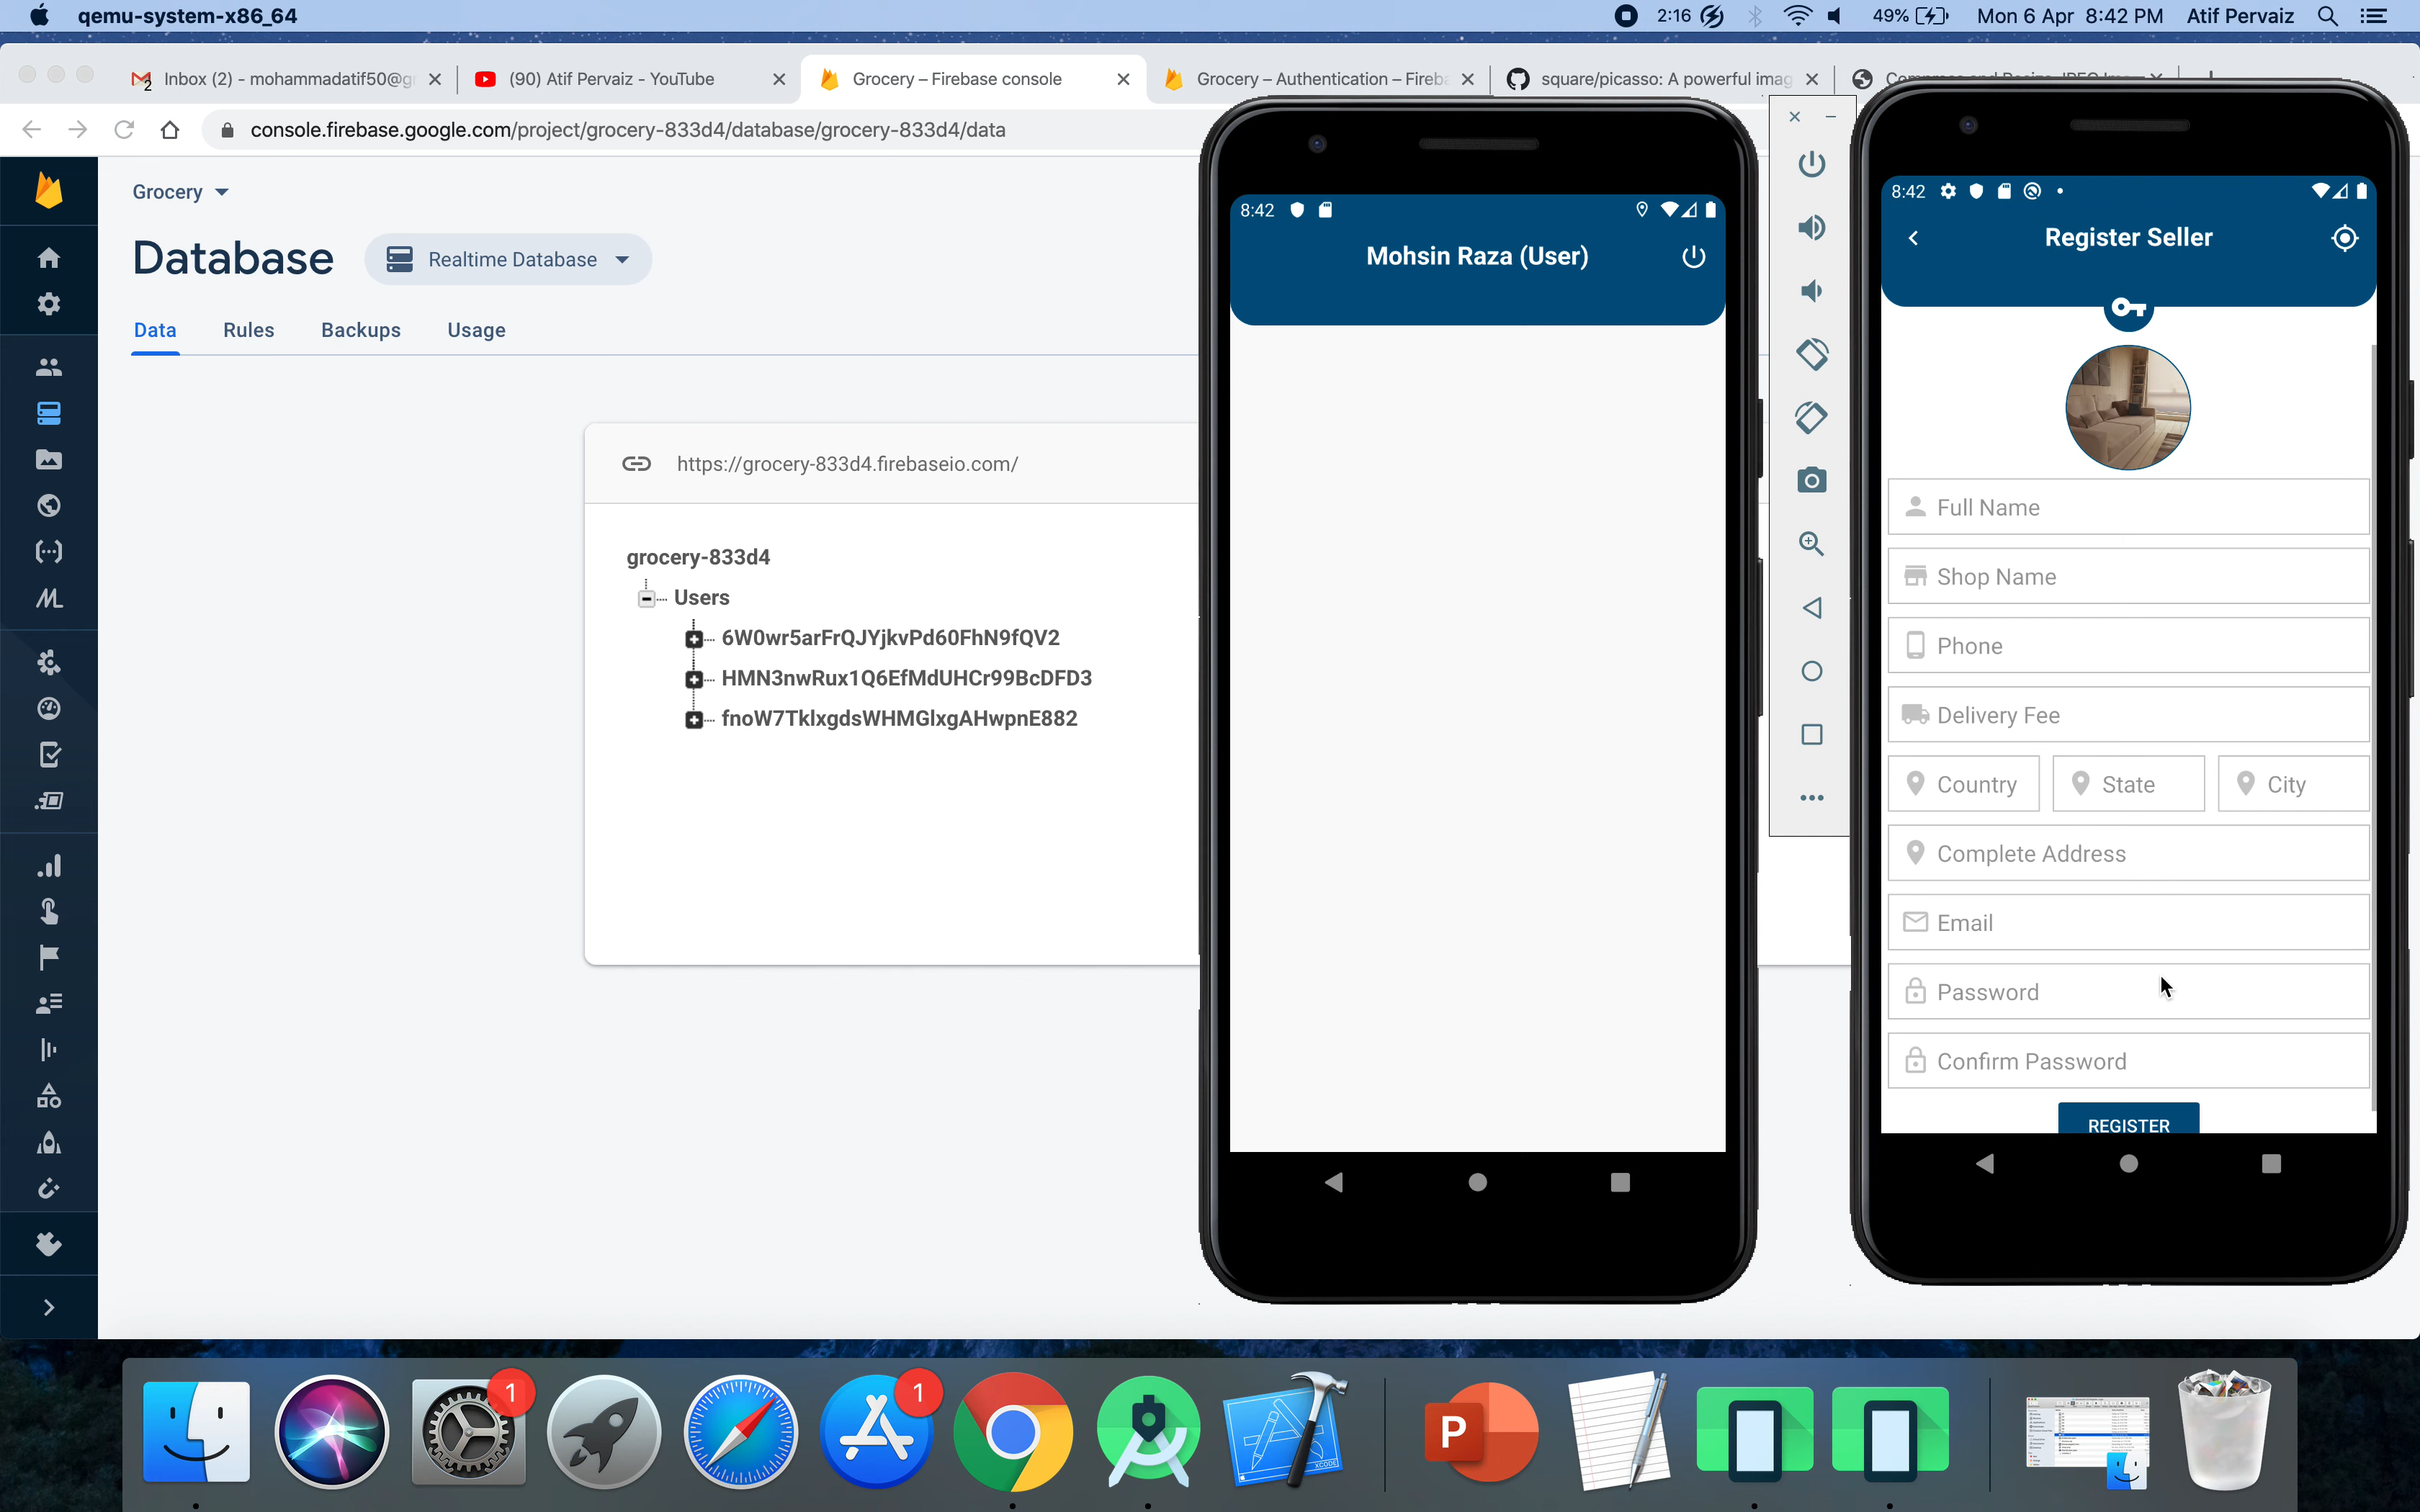 qemu-system-x86_64
2:16
49%
Mon 6 Apr 8:42 PM
Atif Pervaiz
2
Inbox (2) - mohammadatif50@g
(90) Atif Pervaiz - YouTube
Grocery – Firebase console
Grocery – Authentication – Fireb
square/picasso: A powerful imag
console.firebase.google.com/project/grocery-833d4/database/grocery-833d4/data
Grocery
Database
Realtime Database
Data
Rules
Backups
Usage
https://grocery-833d4.firebaseio.com/
grocery-833d4
Users
6W0wr5arFrQJYjkvPd60FhN9fQV2
HMN3nwRux1Q6EfMdUHCr99BcDFD3
fnoW7TklxgdsWHMGlxgAHwpnE882
8:42
Mohsin Raza (User)
8:42
Register Seller
Full Name
Shop Name
Phone
Delivery Fee
Country
State
City
Complete Address
Email
Password
Confirm Password
REGISTER
1
1
XCODE
P